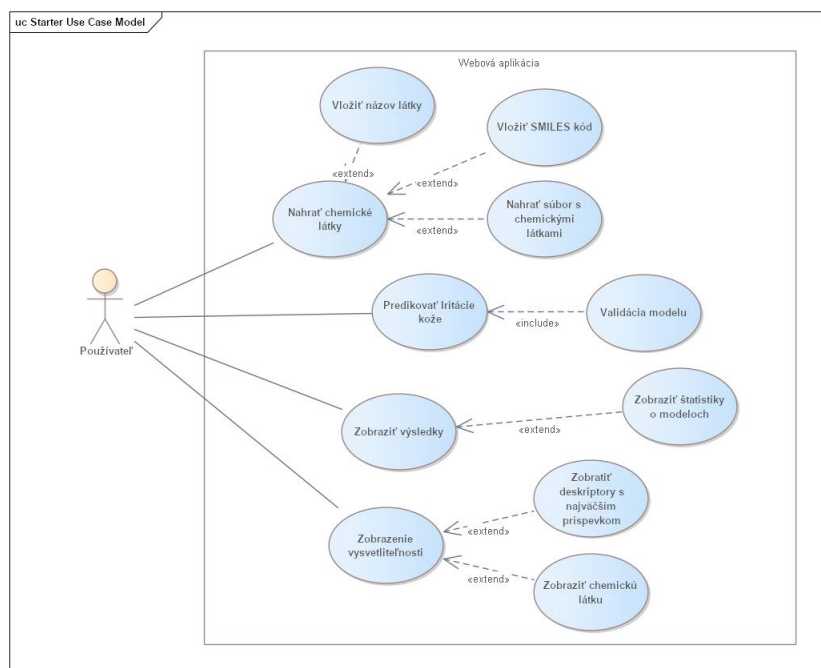 uc Starter Use Case Model
Webová aplikácia
Vložiť názov látky
Vložiť SMILES kód
«extend»
«extend»
Nahrať chemické
látky
Nahrať súbor s
chemickými
látkami
«extend»
Používateľ
Predikovať Iritácie
kože
«include»
Validácia modelu
Zobraziť výsledky
«extend»
Zobraziť štatistiky
o modeloch
Zobratiť
deskriptory s
najväčším
príspevkom
«extend»
Zobrazenie
vysvetliteľnosti
«extend»
Zobraziť chemickú
látku